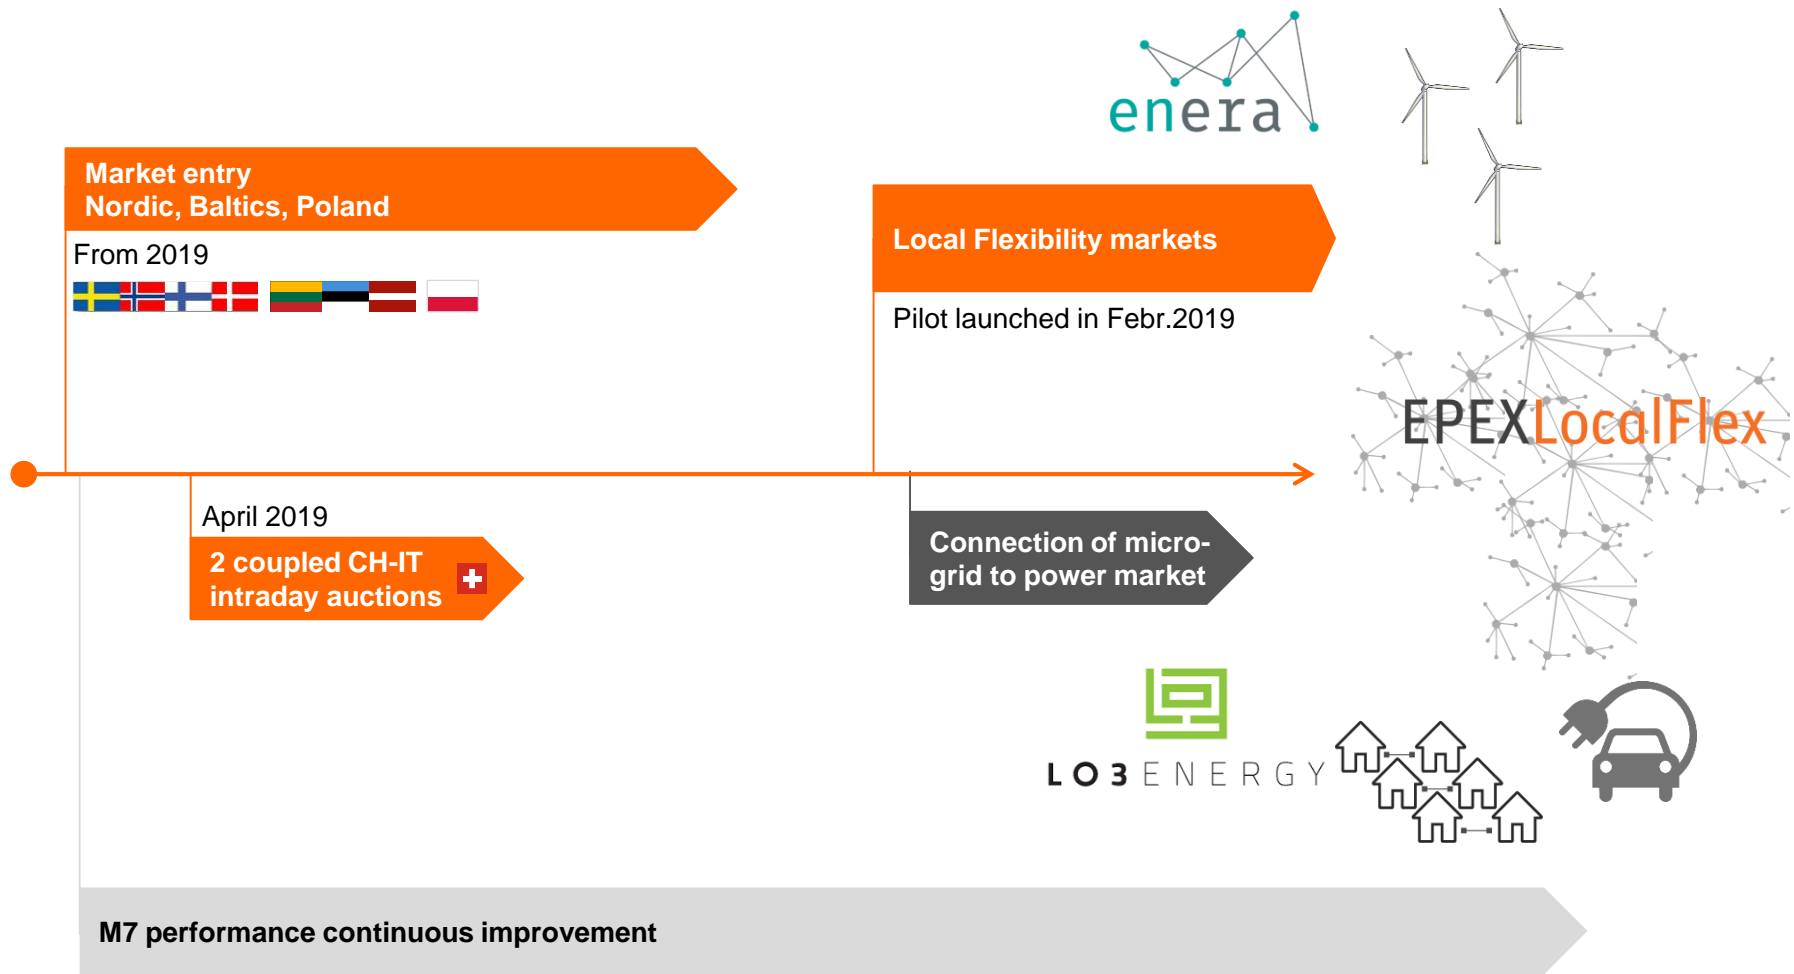 enera
Market entry
Nordic, Baltics, Poland
From 2019
Local Flexibility markets
Pilot launched in Febr.2019
EPEXLocalFlex
April 2019
2 coupled CH-IT
intraday auctions
Connection of micro-
grid to power market
LO3ENERGY
M7 performance continuous improvement